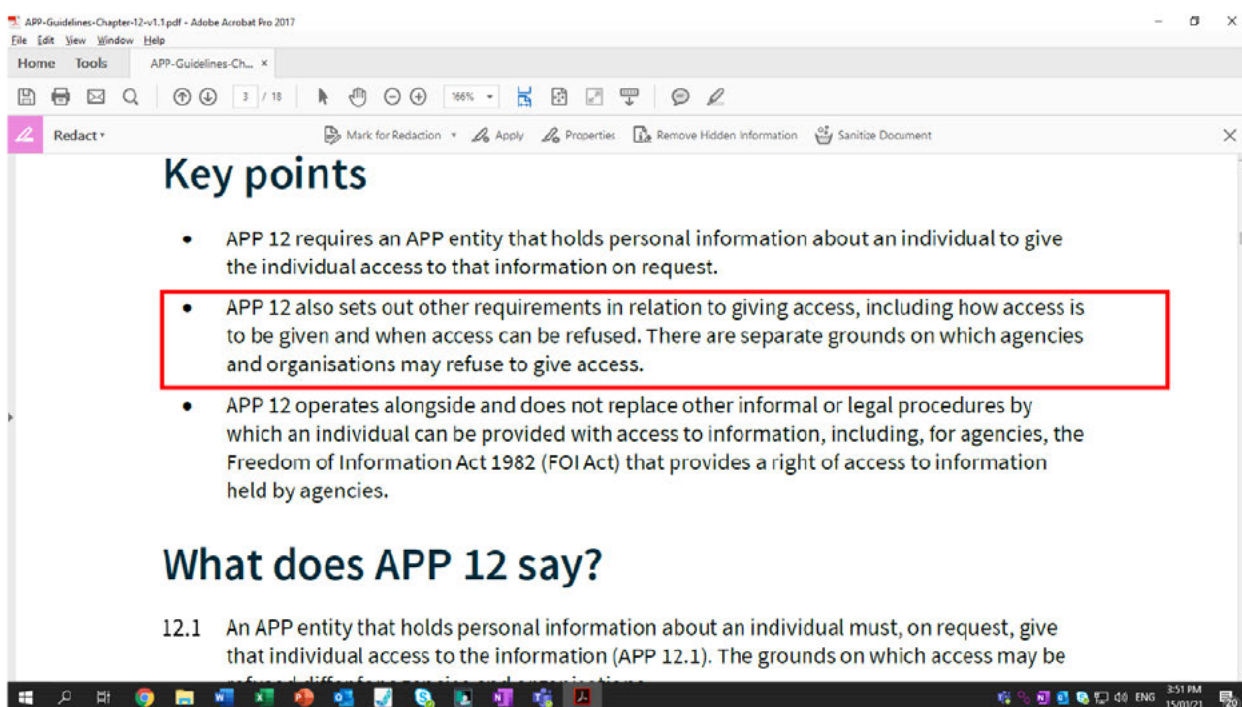 APP-Guidelines-Chapter-12-v1.1.pdf - Adobe Acrobat Pro 2017
File Edit View Window Help
Home Tools APP-Guidelines-Ch... ×
3 / 18 166%
Redact Mark for Redaction Apply Properties Remove Hidden Information Sanitize Document
Key points
• APP 12 requires an APP entity that holds personal information about an individual to give
the individual access to that information on request.
• APP 12 also sets out other requirements in relation to giving access, including how access is
to be given and when access can be refused. There are separate grounds on which agencies
and organisations may refuse to give access.
• APP 12 operates alongside and does not replace other informal or legal procedures by
which an individual can be provided with access to information, including, for agencies, the
Freedom of Information Act 1982 (FOI Act) that provides a right of access to information
held by agencies.
What does APP 12 say?
12.1 An APP entity that holds personal information about an individual must, on request, give
that individual access to the information (APP 12.1). The grounds on which access may be
ENG 3:51 PM
15/01/21 20